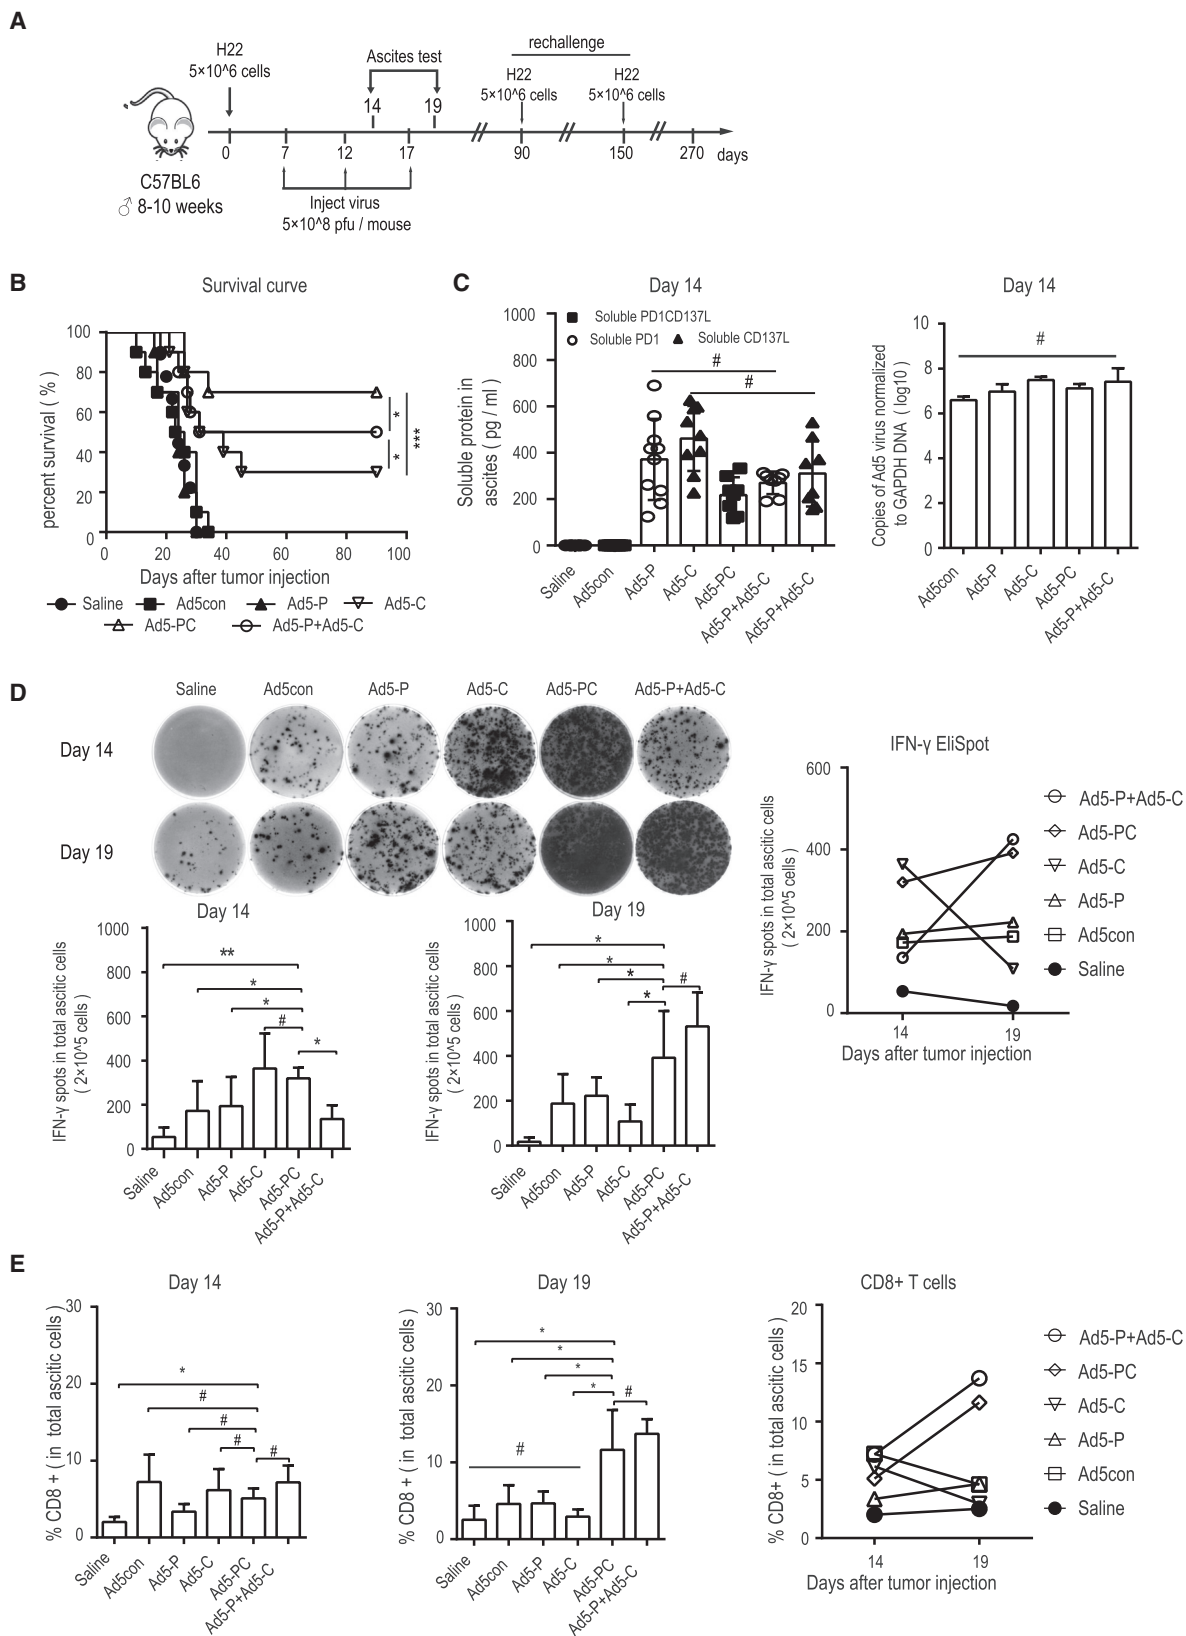 A
H22
5×10^6 cells
Ascites test
14 19
rechallenge
H22 H22
5×10^6 cells 5×10^6 cells
0 7 12 17 90 150 270 days
C57BL6
♂ 8-10 weeks
Inject virus
5×10^8 pfu / mouse
B
Survival curve
percent survival ( % )
100
80
60
40
20
0
0 20 40 60 80 100
Days after tumor injection
* * ***
Saline Ad5con Ad5-P Ad5-C
Ad5-PC Ad5-P+Ad5-C
C
Day 14
Soluble protein in
ascites ( pg / ml )
1000
800
600
400
200
0
Soluble PD1CD137L
Soluble PD1 Soluble CD137L
#
#
Saline Ad5con Ad5-P Ad5-C Ad5-PC Ad5-P+Ad5-C Ad5-P+Ad5-C
Day 14
Copies of Ad5 virus normalized
to GAPDH DNA ( log10 )
10
8
6
4
2
0
#
Ad5con Ad5-P Ad5-C Ad5-PC Ad5-P+Ad5-C
D
Saline Ad5con Ad5-P Ad5-C Ad5-PC Ad5-P+Ad5-C
Day 14
Day 19
Day 14
IFN-γ spots in total ascitic cells
( 2×10^5 cells )
1000
800
600
400
200
0
**
*
*
#
*
Saline Ad5con Ad5-P Ad5-C Ad5-PC Ad5-P+Ad5-C
Day 19
IFN-γ spots in total ascitic cells
( 2×10^5 cells )
1000
800
600
400
200
0
*
*
*
#
*
Saline Ad5con Ad5-P Ad5-C Ad5-PC Ad5-P+Ad5-C
IFN-γ EliSpot
IFN-γ spots in total ascitic cells
( 2×10^5 cells )
600
400
200
0
14 19
Days after tumor injection
Ad5-P+Ad5-C
Ad5-PC
Ad5-C
Ad5-P
Ad5con
Saline
E
Day 14
% CD8 + ( in total ascitic cells )
30
20
10
0
*
#
#
#
#
Saline Ad5con Ad5-P Ad5-C Ad5-PC Ad5-P+Ad5-C
Day 19
% CD8 + ( in total ascitic cells )
30
20
10
0
*
*
*
*
#
#
Saline Ad5con Ad5-P Ad5-C Ad5-PC Ad5-P+Ad5-C
CD8+ T cells
% CD8+ ( in total ascitic cells )
20
15
10
5
0
14 19
Days after tumor injection
Ad5-P+Ad5-C
Ad5-PC
Ad5-C
Ad5-P
Ad5con
Saline